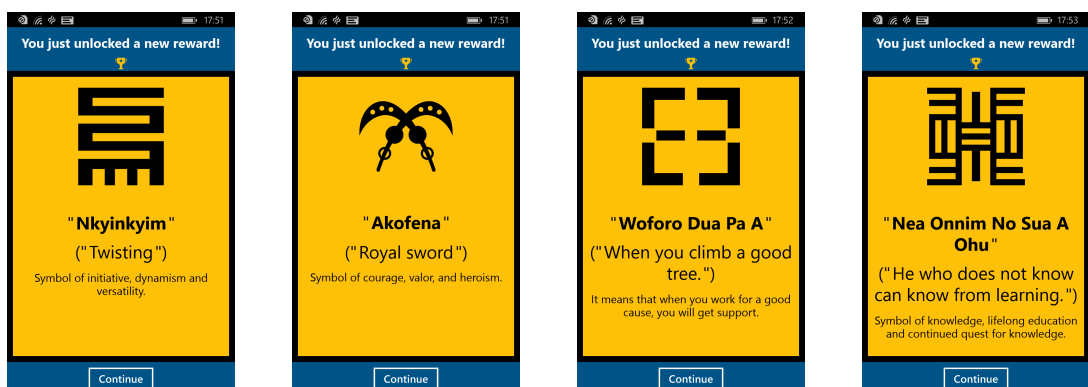 17:51
You just unlocked a new reward!
"Nkyinkyim"
("Twisting")
Symbol of initiative, dynamism and
versatility.
Continue
17:51
You just unlocked a new reward!
"Akofena"
("Royal sword")
Symbol of courage, valor, and heroism.
Continue
17:52
You just unlocked a new reward!
"Woforo Dua Pa A"
("When you climb a good
tree.")
It means that when you work for a good
cause, you will get support.
Continue
17:53
You just unlocked a new reward!
"Nea Onnim No Sua A
Ohu"
("He who does not know
can know from learning.")
Symbol of knowledge, lifelong education
and continued quest for knowledge.
Continue